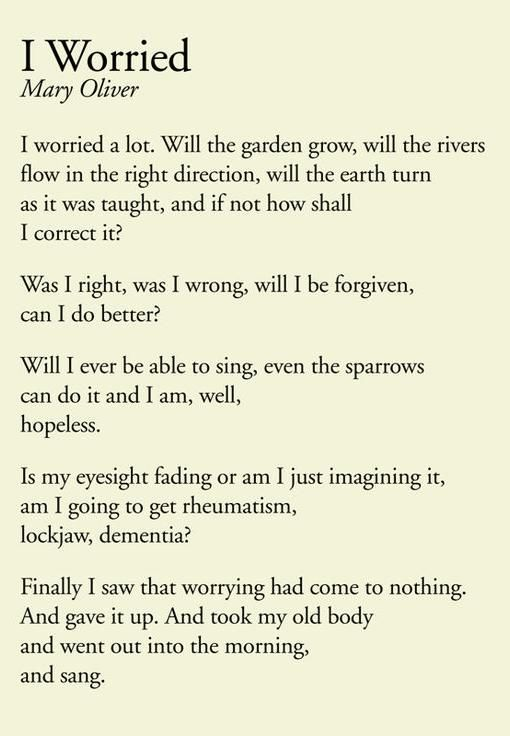 I Worried
Mary Oliver
I worried a lot. Will the garden grow, will the rivers
flow in the right direction, will the earth turn
as it was taught, and if not how shall
I correct it?
Was I right, was I wrong, will I be forgiven,
can I do better?
Will I ever be able to sing, even the sparrows
can do it and I am, well,
hopeless.
Is my eyesight fading or am I just imagining it,
am I going to get rheumatism,
lockjaw, dementia?
Finally I saw that worrying had come to nothing.
And gave it up. And took my old body
and went out into the morning,
and sang.